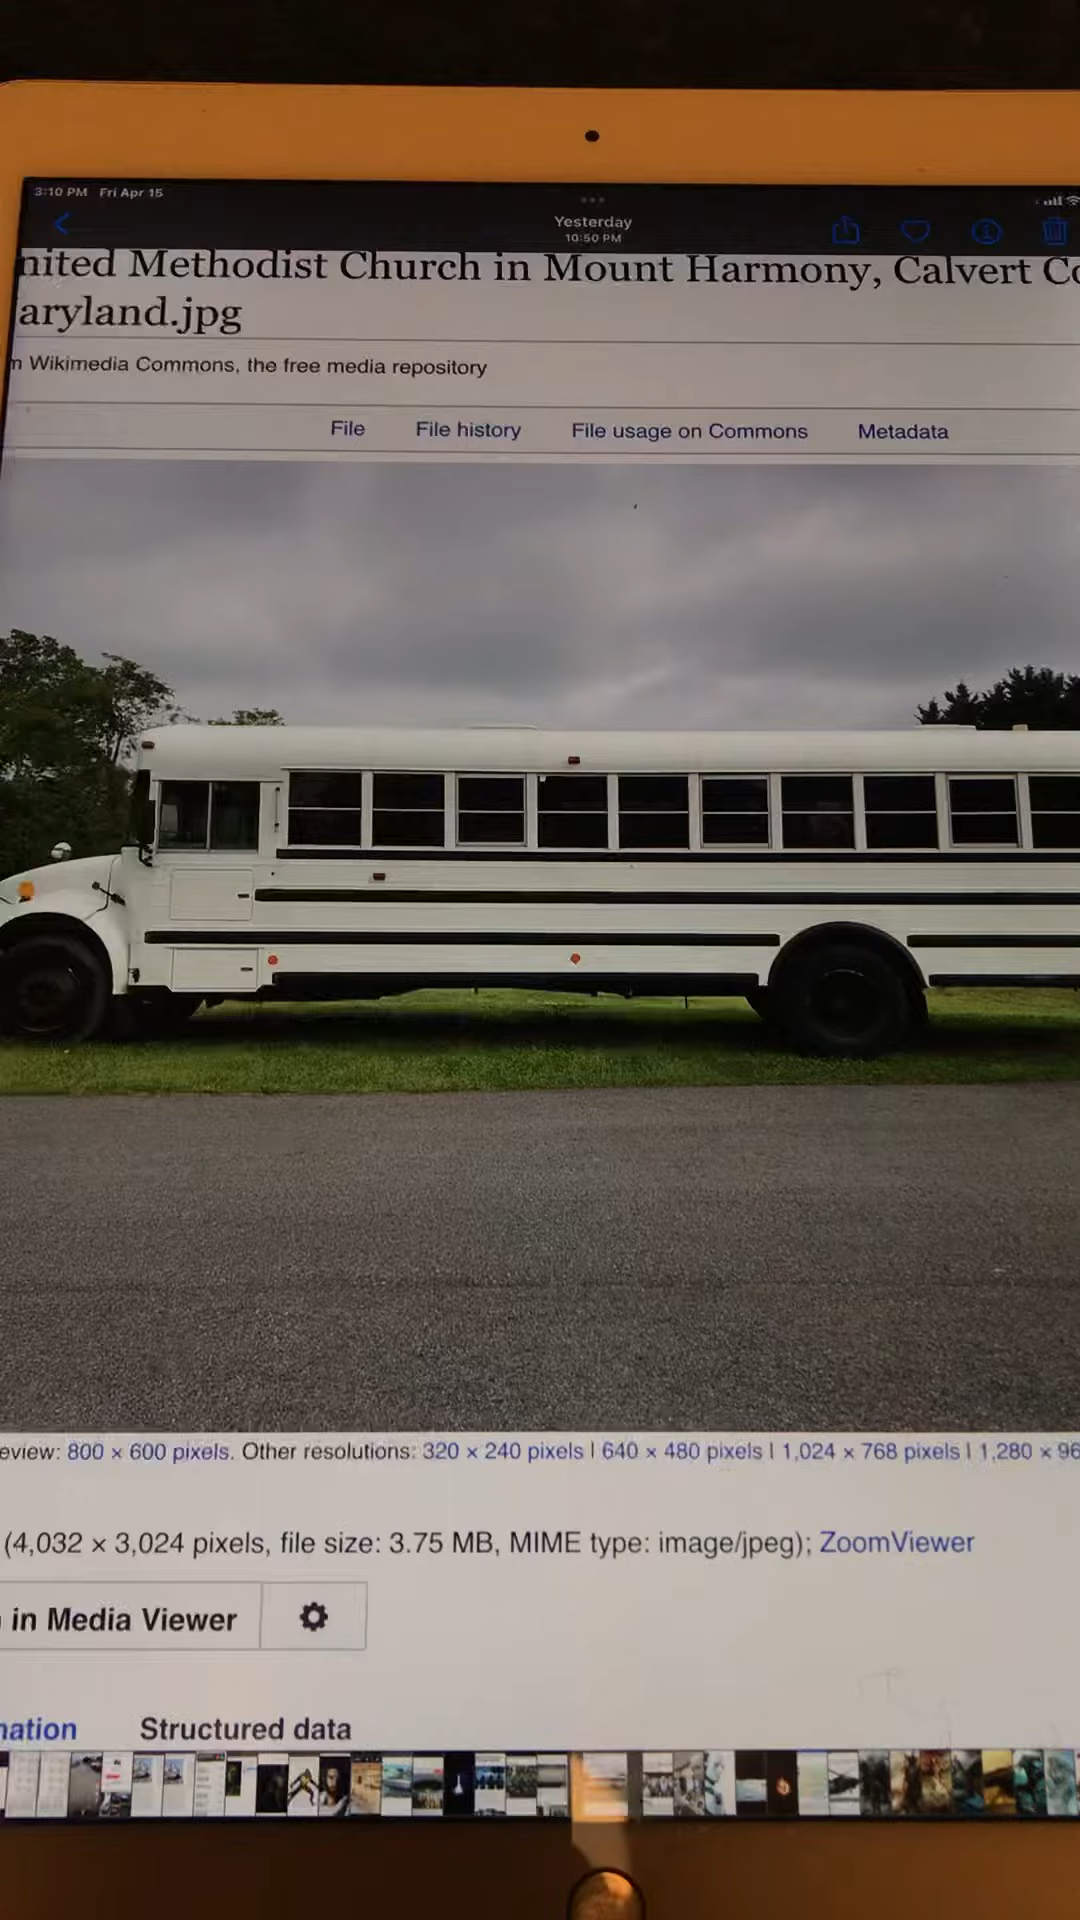 3:10 PM Fri Apr 15
Yesterday
10:50 PM
nited Methodist Church in Mount Harmony, Calvert Co
aryland.jpg
m Wikimedia Commons, the free media repository
File File history File usage on Commons Metadata
eview: 800 × 600 pixels. Other resolutions: 320 × 240 pixels | 640 × 480 pixels | 1,024 × 768 pixels | 1,280 × 96
(4,032 × 3,024 pixels, file size: 3.75 MB, MIME type: image/jpeg); ZoomViewer
in Media Viewer
nation Structured data